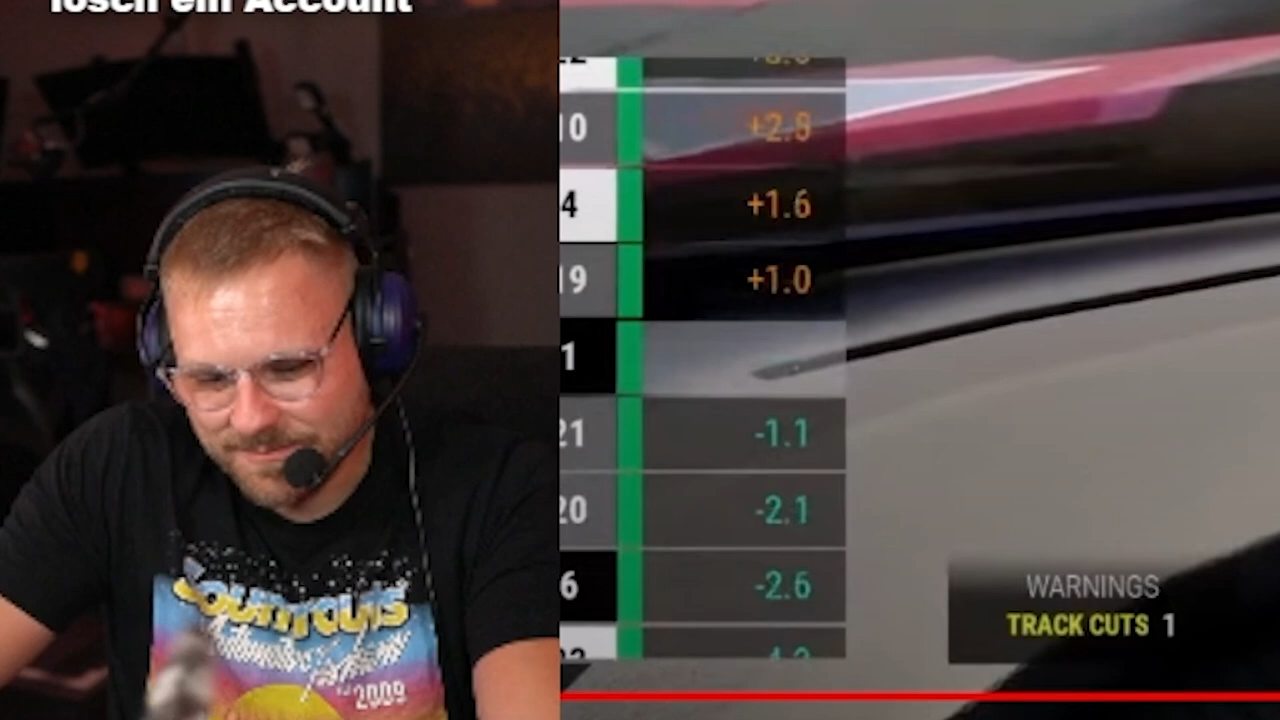 lösch ein Account
10 +2.8
4 +1.6
19 +1.0
1
21 -1.1
20 -2.1
6 -2.6
WARNINGS
TRACK CUTS 1
2009